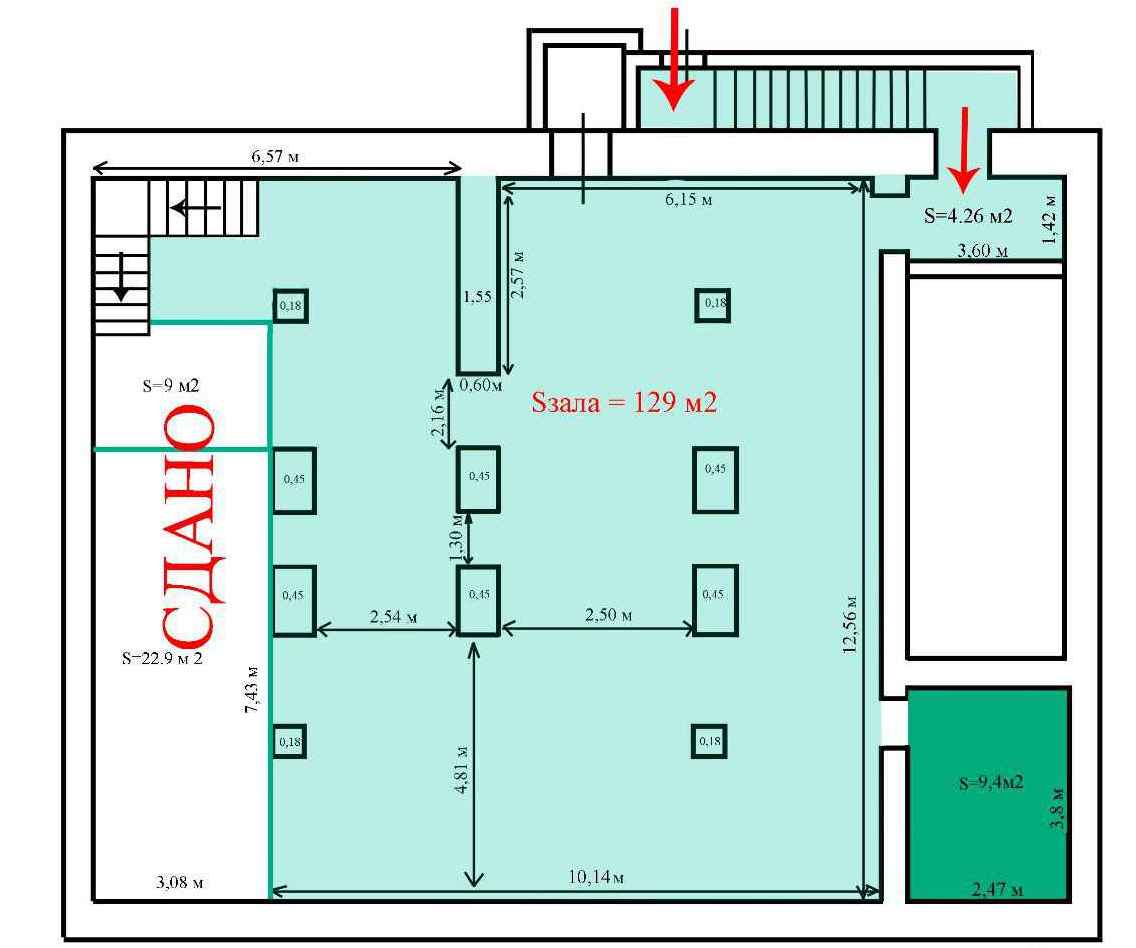 6,57 м
6,15 м
S=4.26 м2
1,42 м
3,60 м
2,57 м
1,55
0,18
0,18
S=9 м2
0,60м
2,16 м
Sзала = 129 м2
СДАНО
0,45
0,45
0,45
1,30 м
0,45
0,45
0,45
2,54 м
2,50 м
12,56 м
S=22.9 м 2
7,43 м
0,18
0,18
4,81 м
S=9,4м2
3,8 м
3,08 м
10,14м
2,47 м